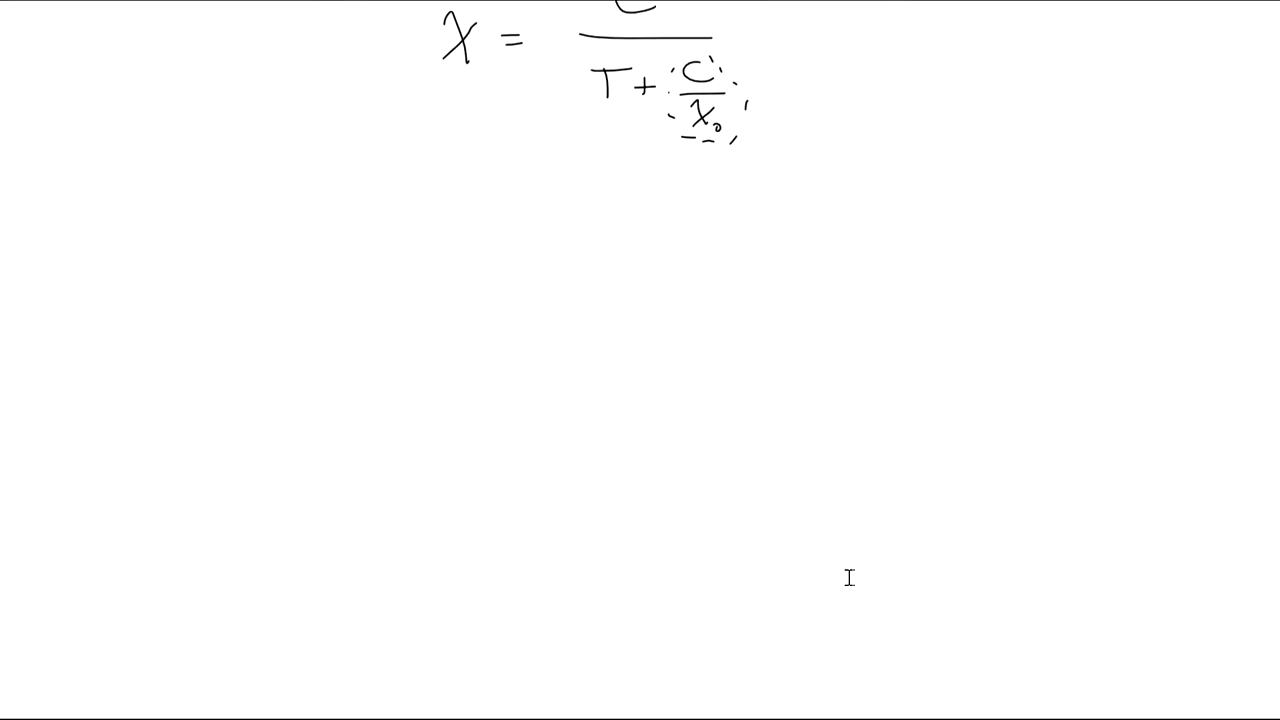 χ = C / (T + C/χ₀)